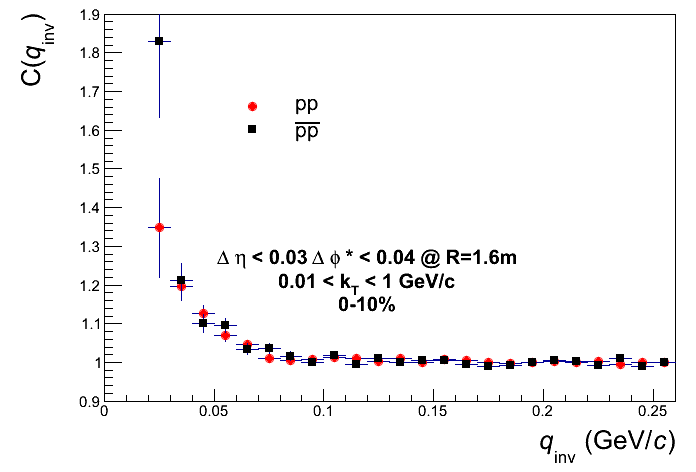 C(q_inv)
1.9
1.8
1.7
1.6
1.5
1.4
1.3
1.2
1.1
1
0.9
pp
p̅p̅
Δ η < 0.03 Δ ϕ * < 0.04 @ R=1.6m
0.01 < k_T < 1 GeV/c
0-10%
0 0.05 0.1 0.15 0.2 0.25
q_inv (GeV/c)